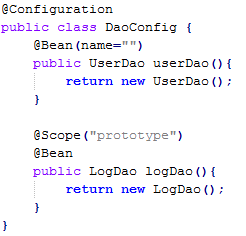 @Configuration
public class DaoConfig {
    @Bean(name="")
    public UserDao userDao(){
        return new UserDao();
    }

    @Scope("prototype")
    @Bean
    public LogDao logDao(){
        return new LogDao();
    }
}